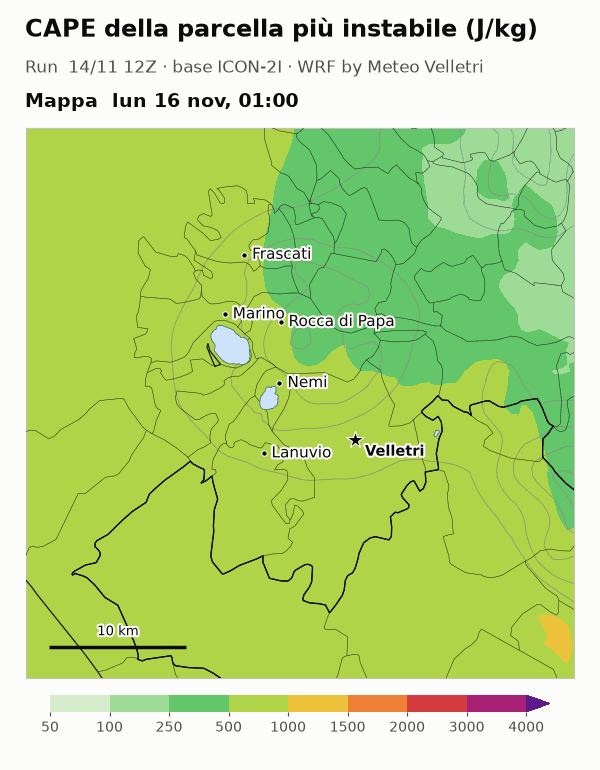 CAPE della parcella più instabile (J/kg)
Run  14/11 12Z · base ICON-2I · WRF by Meteo Velletri
Mappa  lun 16 nov, 01:00
Frascati
Marino
Rocca di Papa
Nemi
Velletri
Lanuvio
10 km
50 100 250 500 1000 1500 2000 3000 4000